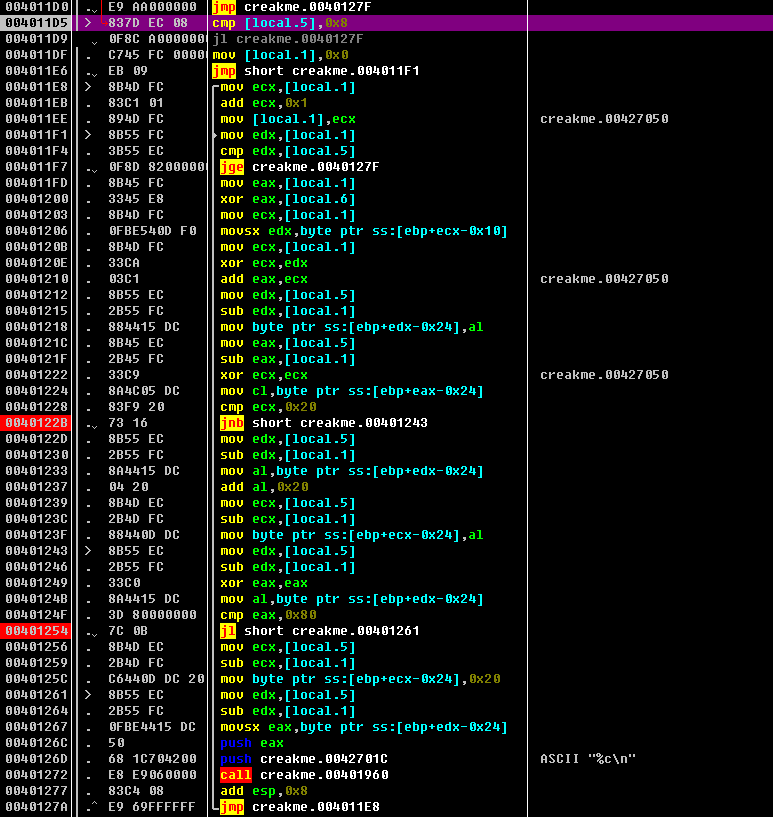 004011D0 . E9 AA000000 jmp creakme.0040127F
004011D5 > 837D EC 08 cmp [local.5],0x8
004011D9 0F8C A0000000 jl creakme.0040127F
004011DF . C745 FC 00000 mov [local.1],0x0
004011E6 . EB 09 jmp short creakme.004011F1
004011E8 > 8B4D FC mov ecx,[local.1]
004011EB . 83C1 01 add ecx,0x1
004011EE . 894D FC mov [local.1],ecx creakme.00427050
004011F1 > 8B55 FC mov edx,[local.1]
004011F4 . 3B55 EC cmp edx,[local.5]
004011F7 . 0F8D 82000000 jge creakme.0040127F
004011FD . 8B45 FC mov eax,[local.1]
00401200 . 3345 E8 xor eax,[local.6]
00401203 . 8B4D FC mov ecx,[local.1]
00401206 . 0FBE540D F0 movsx edx,byte ptr ss:[ebp+ecx-0x10]
0040120B . 8B4D FC mov ecx,[local.1]
0040120E . 33CA xor ecx,edx
00401210 . 03C1 add eax,ecx creakme.00427050
00401212 . 8B55 EC mov edx,[local.5]
00401215 . 2B55 FC sub edx,[local.1]
00401218 . 884415 DC mov byte ptr ss:[ebp+edx-0x24],al
0040121C . 8B45 EC mov eax,[local.5]
0040121F . 2B45 FC sub eax,[local.1]
00401222 . 33C9 xor ecx,ecx creakme.00427050
00401224 . 8A4C05 DC mov cl,byte ptr ss:[ebp+eax-0x24]
00401228 . 83F9 20 cmp ecx,0x20
0040122B . 73 16 jnb short creakme.00401243
0040122D . 8B55 EC mov edx,[local.5]
00401230 . 2B55 FC sub edx,[local.1]
00401233 . 8A4415 DC mov al,byte ptr ss:[ebp+edx-0x24]
00401237 . 04 20 add al,0x20
00401239 . 8B4D EC mov ecx,[local.5]
0040123C . 2B4D FC sub ecx,[local.1]
0040123F . 88440D DC mov byte ptr ss:[ebp+ecx-0x24],al
00401243 > 8B55 EC mov edx,[local.5]
00401246 . 2B55 FC sub edx,[local.1]
00401249 . 33C0 xor eax,eax
0040124B . 8A4415 DC mov al,byte ptr ss:[ebp+edx-0x24]
0040124F . 3D 80000000 cmp eax,0x80
00401254 . 7C 0B jl short creakme.00401261
00401256 . 8B4D EC mov ecx,[local.5]
00401259 . 2B4D FC sub ecx,[local.1]
0040125C . C6440D DC 20 mov byte ptr ss:[ebp+ecx-0x24],0x20
00401261 > 8B55 EC mov edx,[local.5]
00401264 . 2B55 FC sub edx,[local.1]
00401267 . 0FBE4415 DC movsx eax,byte ptr ss:[ebp+edx-0x24]
0040126C . 50 push eax
0040126D . 68 1C704200 push creakme.0042701C ASCII "%c\n"
00401272 . E8 E9060000 call creakme.00401960
00401277 . 83C4 08 add esp,0x8
0040127A .^ E9 69FFFFFF jmp creakme.004011E8